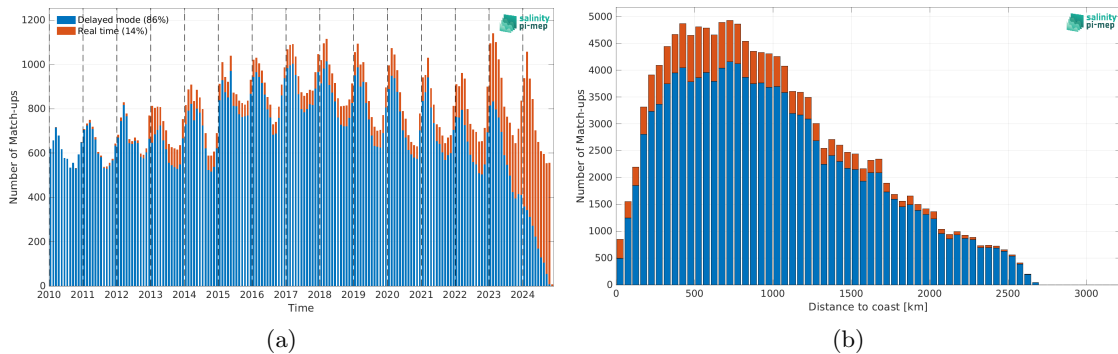 Delayed mode (86%)
Real time (14%)
salinity
pi-mep
1200
1000
800
600
400
200
0
Number of Match-ups
2010 2011 2012 2013 2014 2015 2016 2017 2018 2019 2020 2021 2022 2023 2024
Time
(a)
salinity
pi-mep
5000
4500
4000
3500
3000
2500
2000
1500
1000
500
0
Number of Match-ups
0 500 1000 1500 2000 2500 3000
Distance to coast [km]
(b)